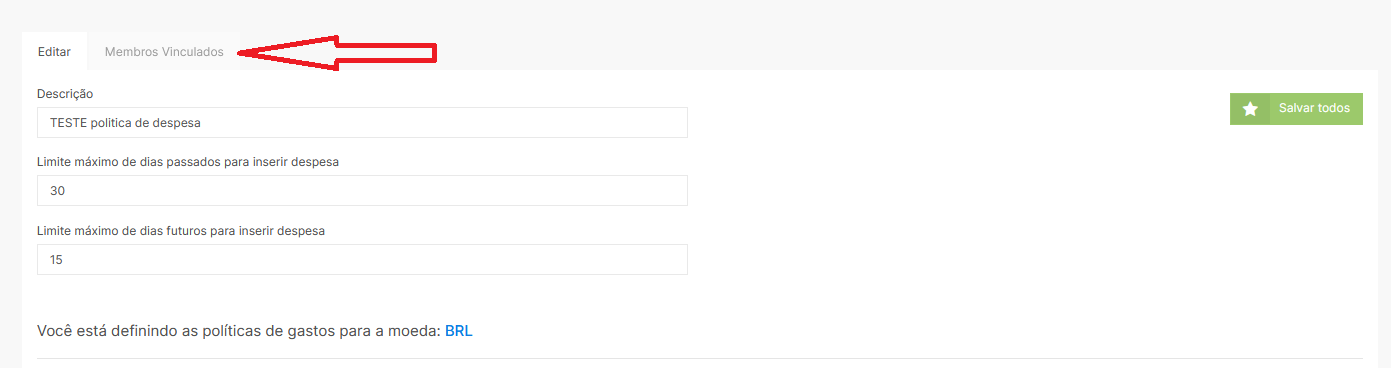 Editar
Membros Vinculados
Descrição
Salvar todos
TESTE politica de despesa
Limite máximo de dias passados para inserir despesa
30
Limite máximo de dias futuros para inserir despesa
15
Você está definindo as políticas de gastos para a moeda: BRL